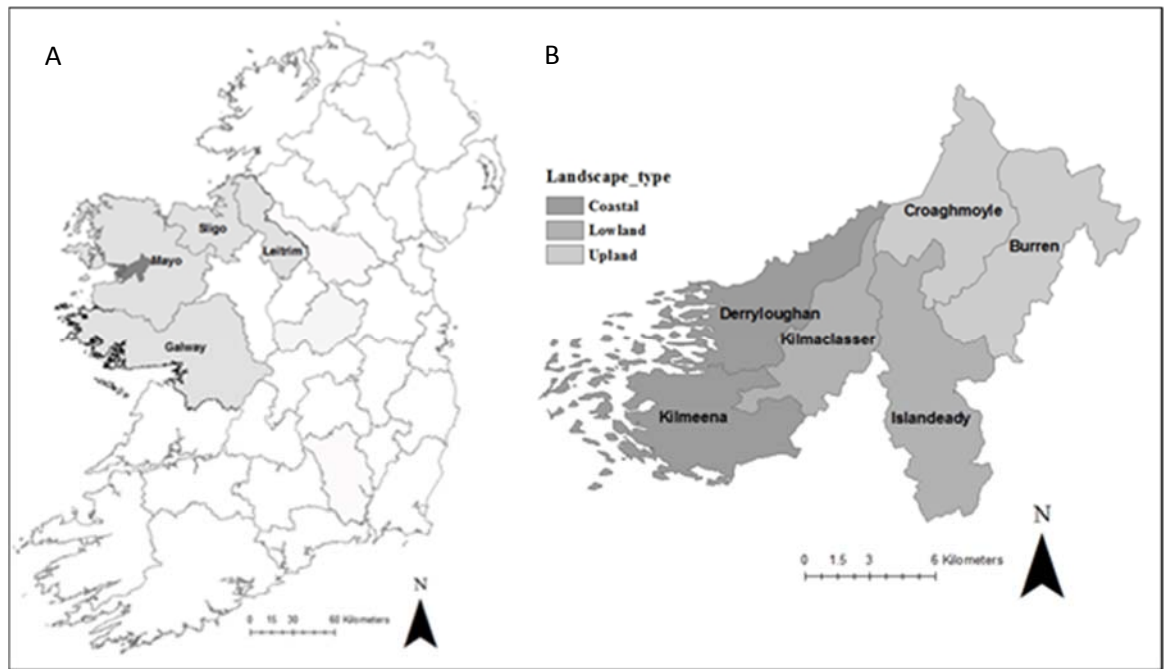 A
Sligo
Leitrim
Mayo
Galway
N
0 15 30 60 Kilometers
B
Landscape_type
Coastal
Lowland
Upland
Croaghmoyle
Burren
Derryloughan
Kilmaclasser
Kilmeena
Islandeady
N
0 1.5 3 6 Kilometers